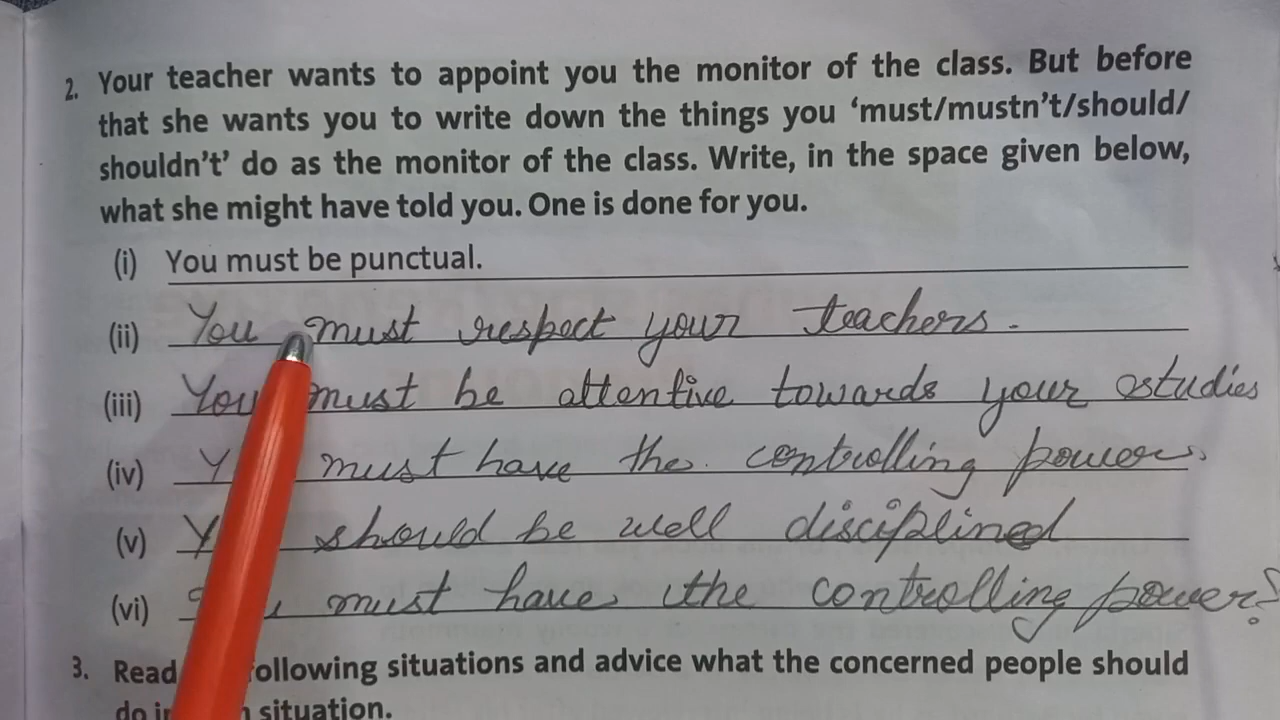 2. Your teacher wants to appoint you the monitor of the class. But before
that she wants you to write down the things you ‘must/mustn’t/should/
shouldn’t’ do as the monitor of the class. Write, in the space given below,
what she might have told you. One is done for you.
(i) You must be punctual.
(ii) You must respect your teachers.
(iii) You must be attentive towards your studies
(iv) must have the controlling power.
(v) should be well disciplined
(vi) must have the controlling power?
3. Read following situations and advice what the concerned people should
do situation.